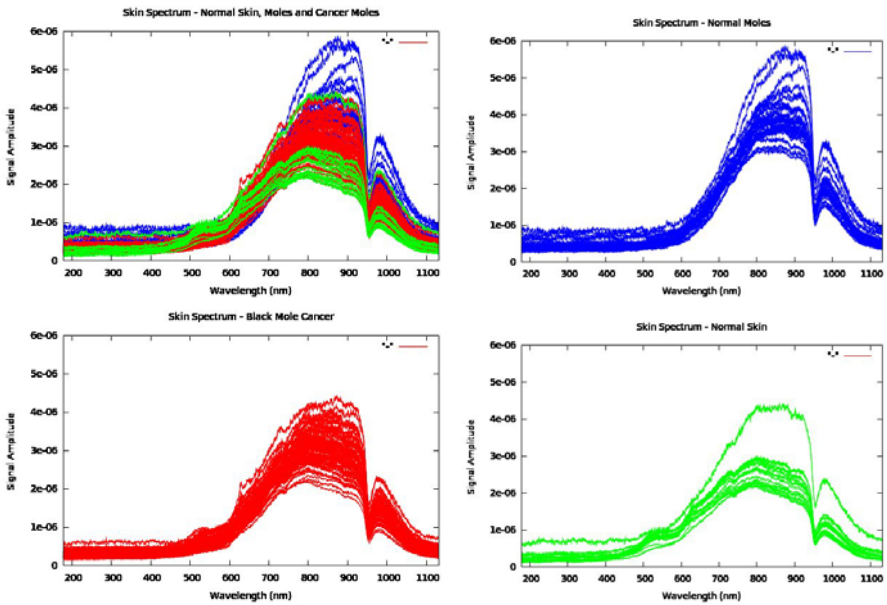 Skin Spectrum - Normal Skin, Moles and Cancer Moles
6e-06
5e-06
4e-06
3e-06
2e-06
1e-06
0
Signal Amplitude
200 300 400 500 600 700 800 900 1000 1100
Wavelength (nm)
Skin Spectrum - Normal Moles
6e-06
5e-06
4e-06
3e-06
2e-06
1e-06
0
Signal Amplitude
200 300 400 500 600 700 800 900 1000 1100
Wavelength (nm)
Skin Spectrum - Black Mole Cancer
6e-06
5e-06
4e-06
3e-06
2e-06
1e-06
0
Signal Amplitude
200 300 400 500 600 700 800 900 1000 1100
Wavelength (nm)
Skin Spectrum - Normal Skin
6e-06
5e-06
4e-06
3e-06
2e-06
1e-06
0
Signal Amplitude
200 300 400 500 600 700 800 900 1000 1100
Wavelength (nm)